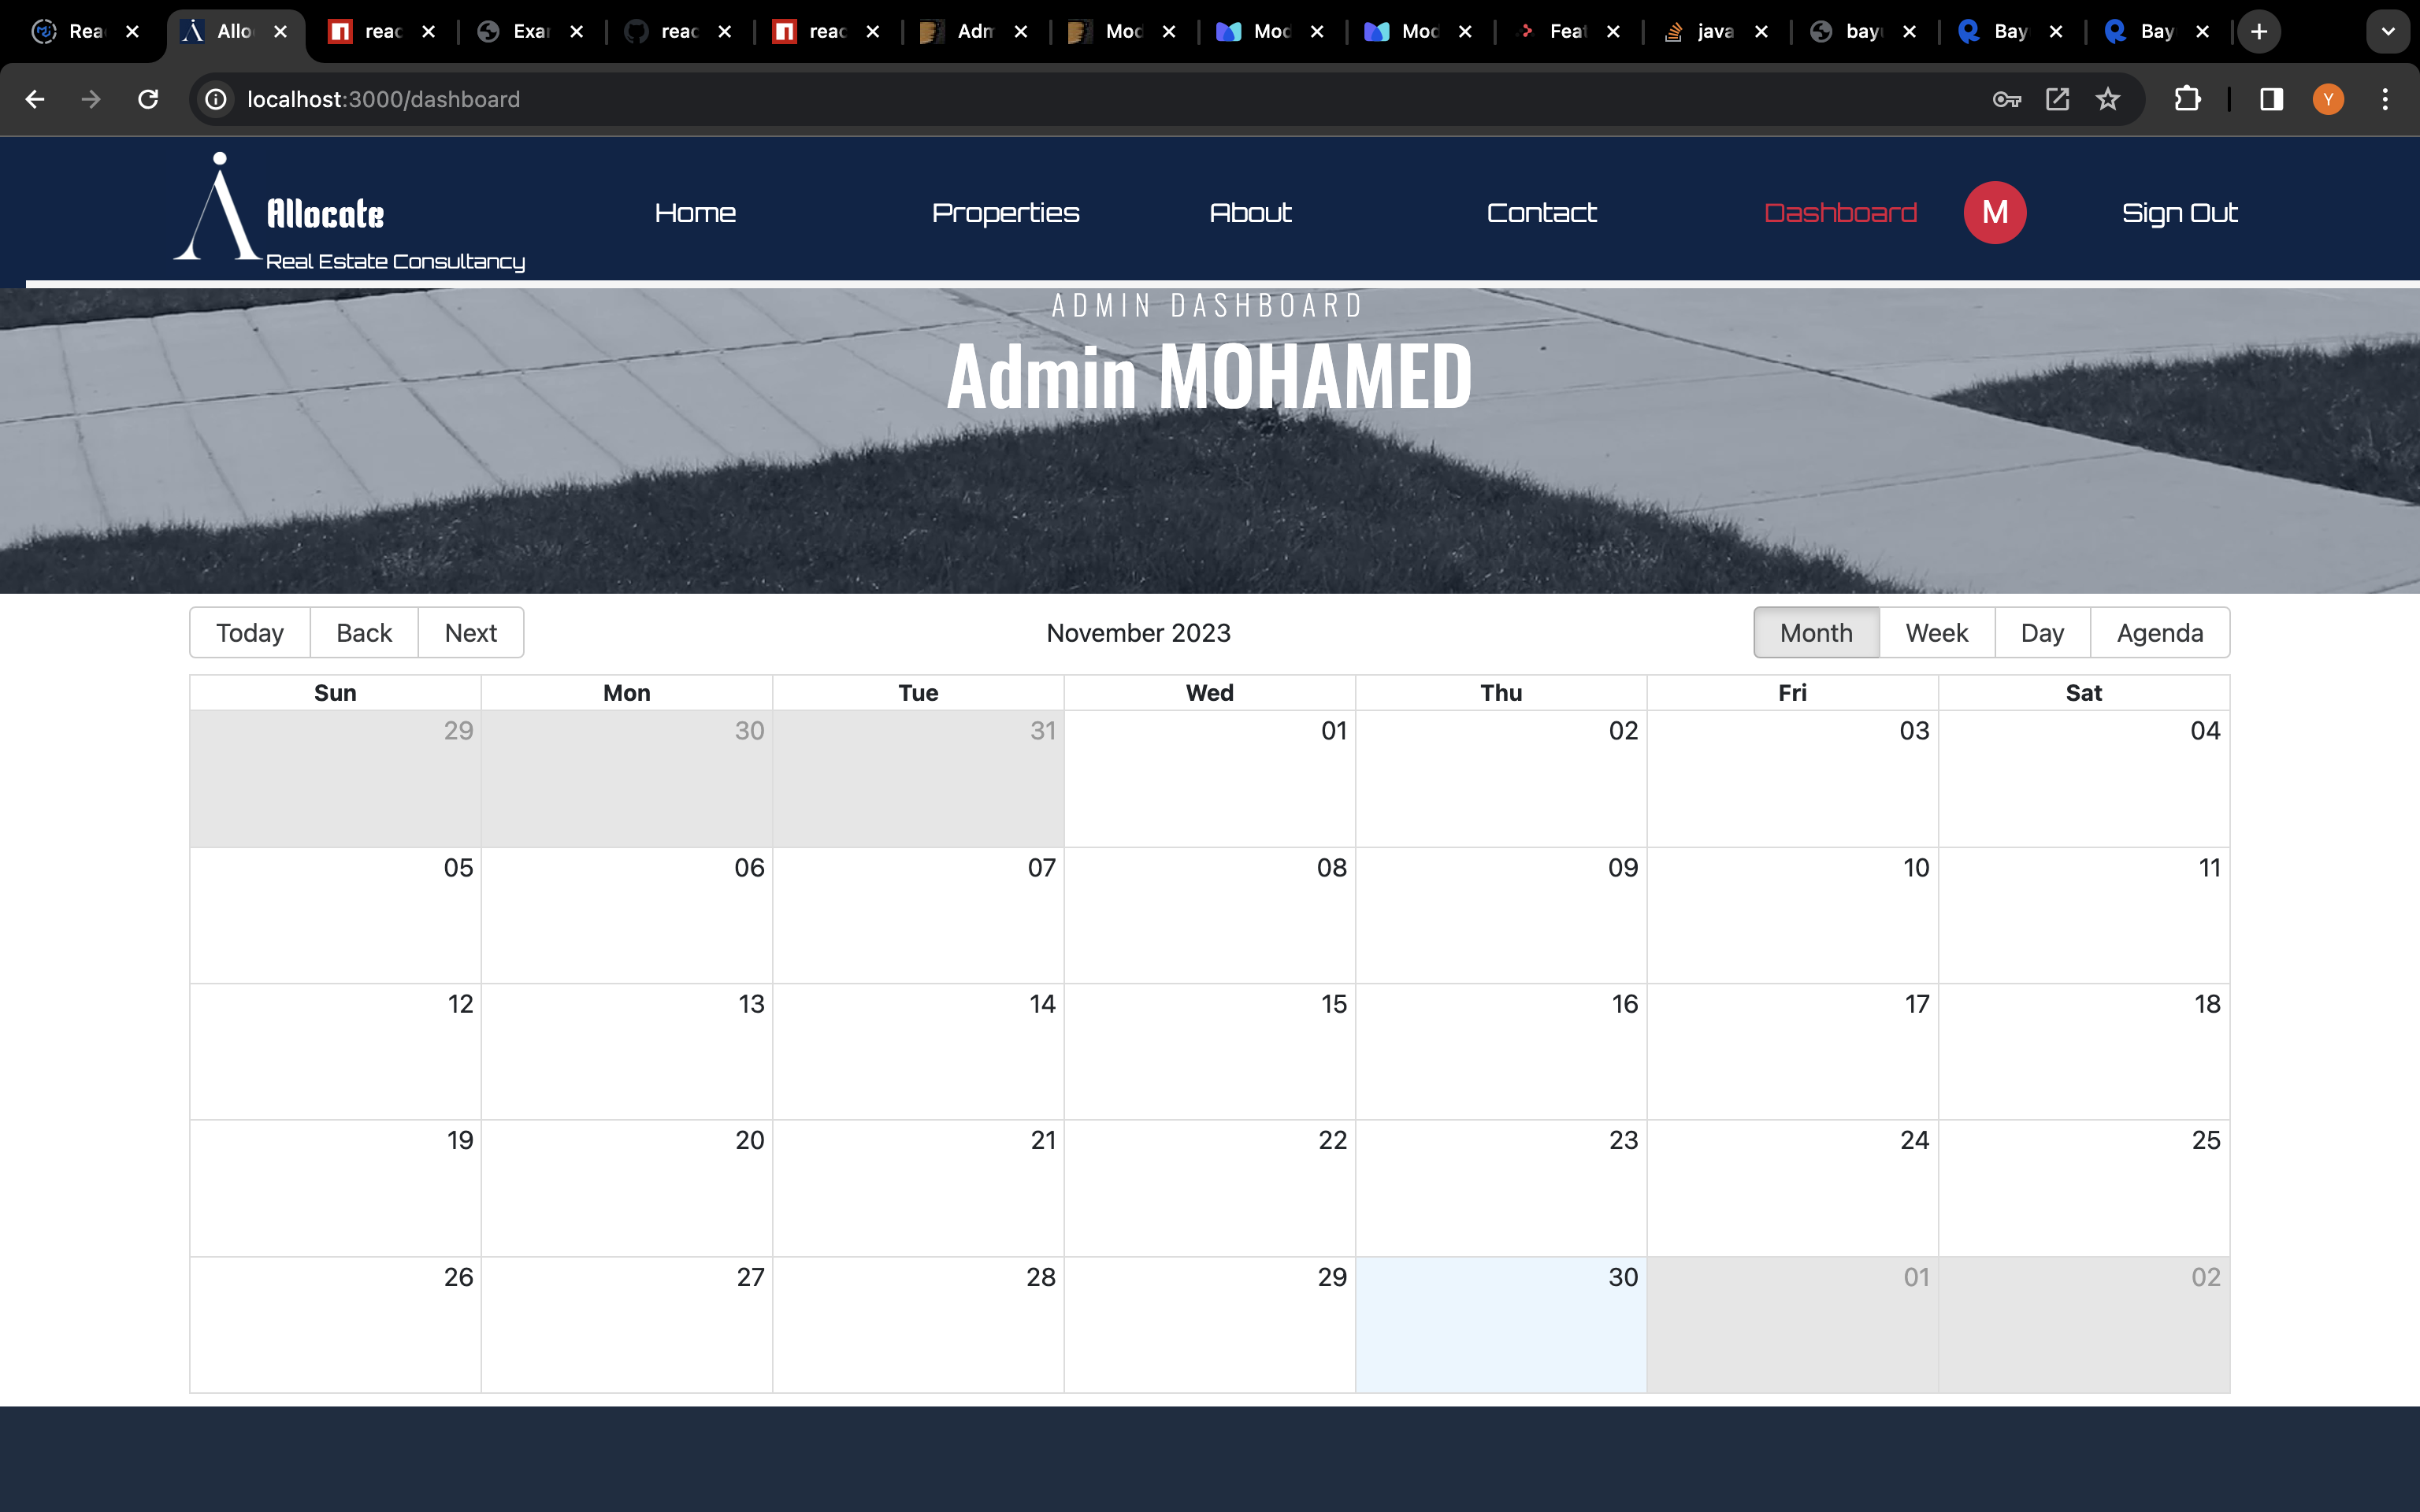 Rea Allo reac Exar reac reac Adm Mod Mod Mod Feat java bayu Bay Bay
localhost:3000/dashboard
Y
Allocate
Real Estate Consultancy
Home Properties About Contact Dashboard M Sign Out
ADMIN DASHBOARD
Admin MOHAMED
Today Back Next November 2023 Month Week Day Agenda
Sun Mon Tue Wed Thu Fri Sat
29 30 31 01 02 03 04
05 06 07 08 09 10 11
12 13 14 15 16 17 18
19 20 21 22 23 24 25
26 27 28 29 30 01 02